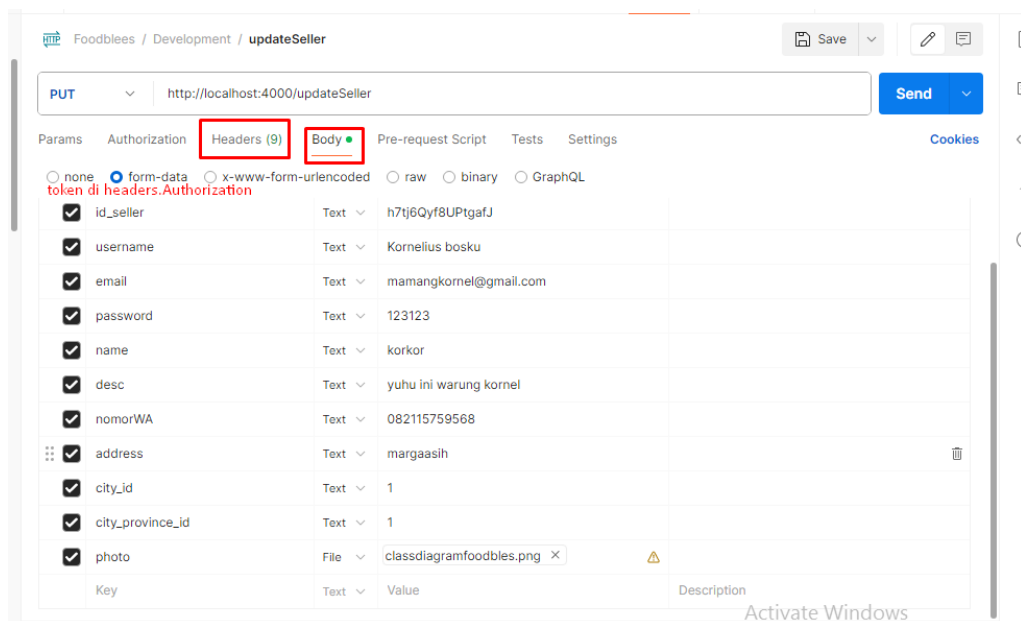 HTTP Foodblees / Development / updateSeller Save
PUT http://localhost:4000/updateSeller Send
Params Authorization Headers (9) Body Pre-request Script Tests Settings Cookies
none form-data x-www-form-urlencoded raw binary GraphQL
token di headers.Authorization
id_seller Text h7tj6Qyf8UPtgafJ
username Text Kornelius bosku
email Text mamangkornel@gmail.com
password Text 123123
name Text korkor
desc Text yuhu ini warung kornel
nomorWA Text 082115759568
address Text margaasih
city_id Text 1
city_province_id Text 1
photo File classdiagramfoodbles.png
Key Text Value Description
Activate Windows